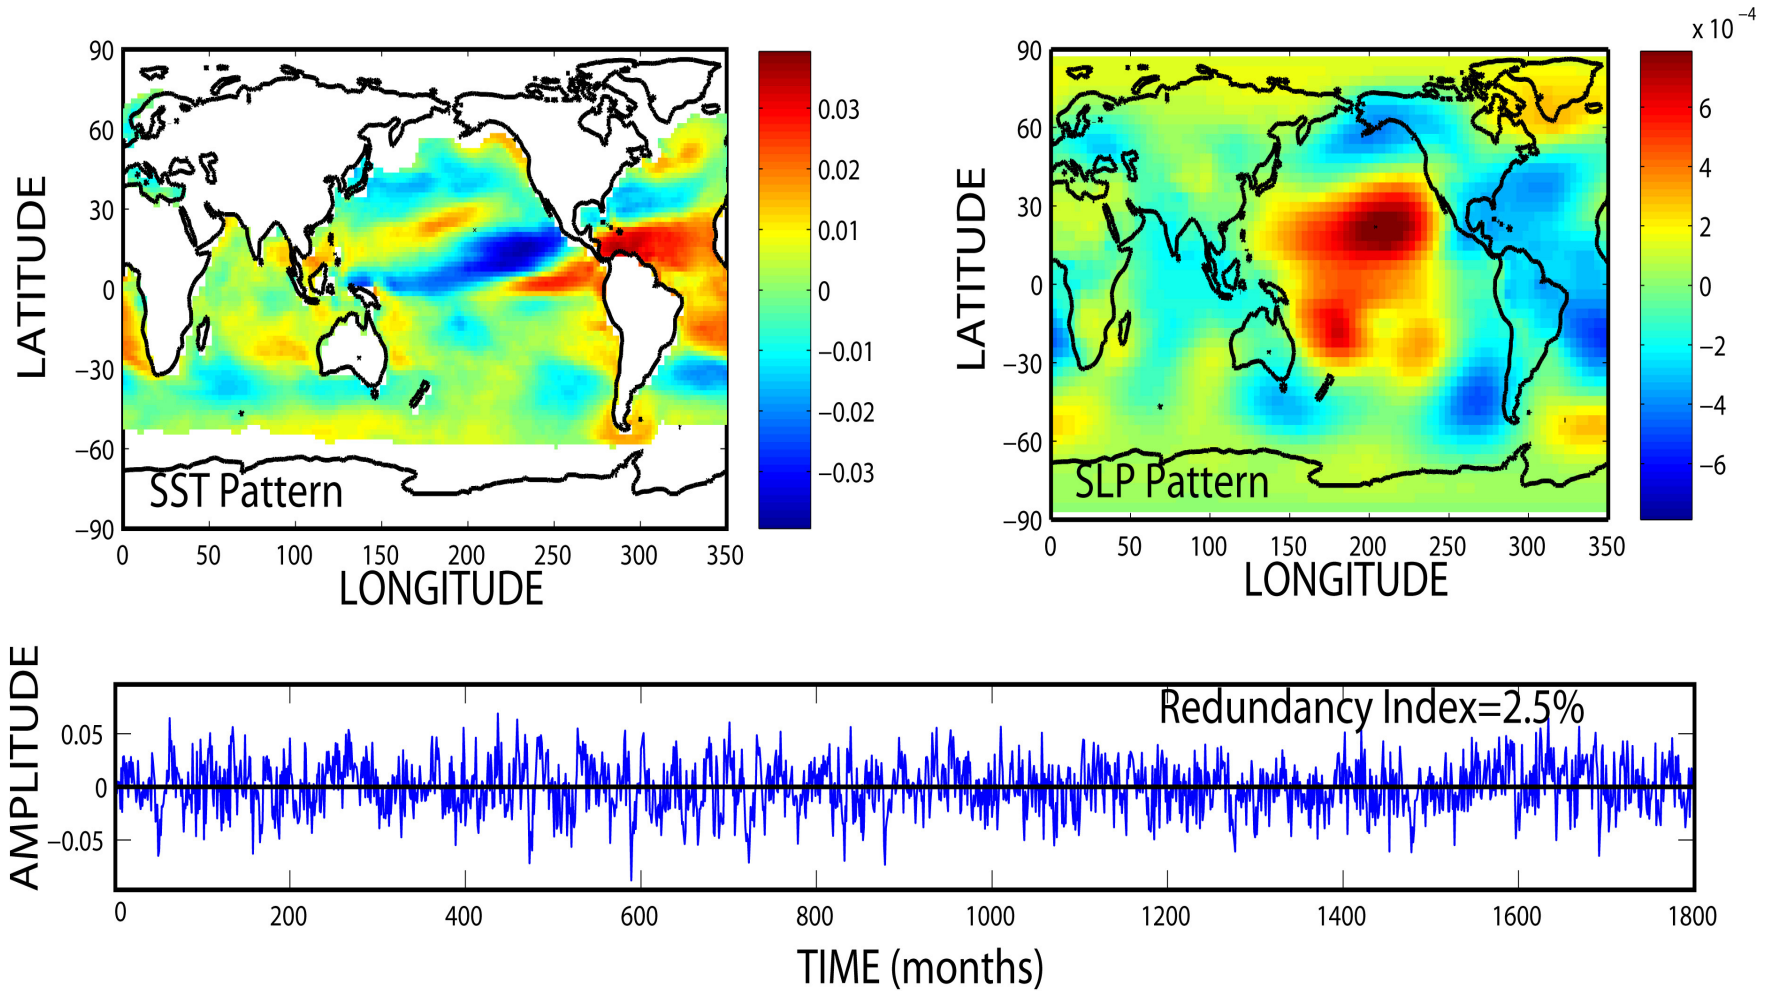 x 10⁻⁴
90
60
30
0
−30
−60
−90
LATITUDE
SST Pattern
0 50 100 150 200 250 300 350
LONGITUDE
0.03
0.02
0.01
0
−0.01
−0.02
−0.03
90
60
30
0
−30
−60
−90
LATITUDE
SLP Pattern
0 50 100 150 200 250 300 350
LONGITUDE
6
4
2
0
−2
−4
−6
AMPLITUDE
Redundancy Index=2.5%
0.05
0
−0.05
0 200 400 600 800 1000 1200 1400 1600 1800
TIME (months)